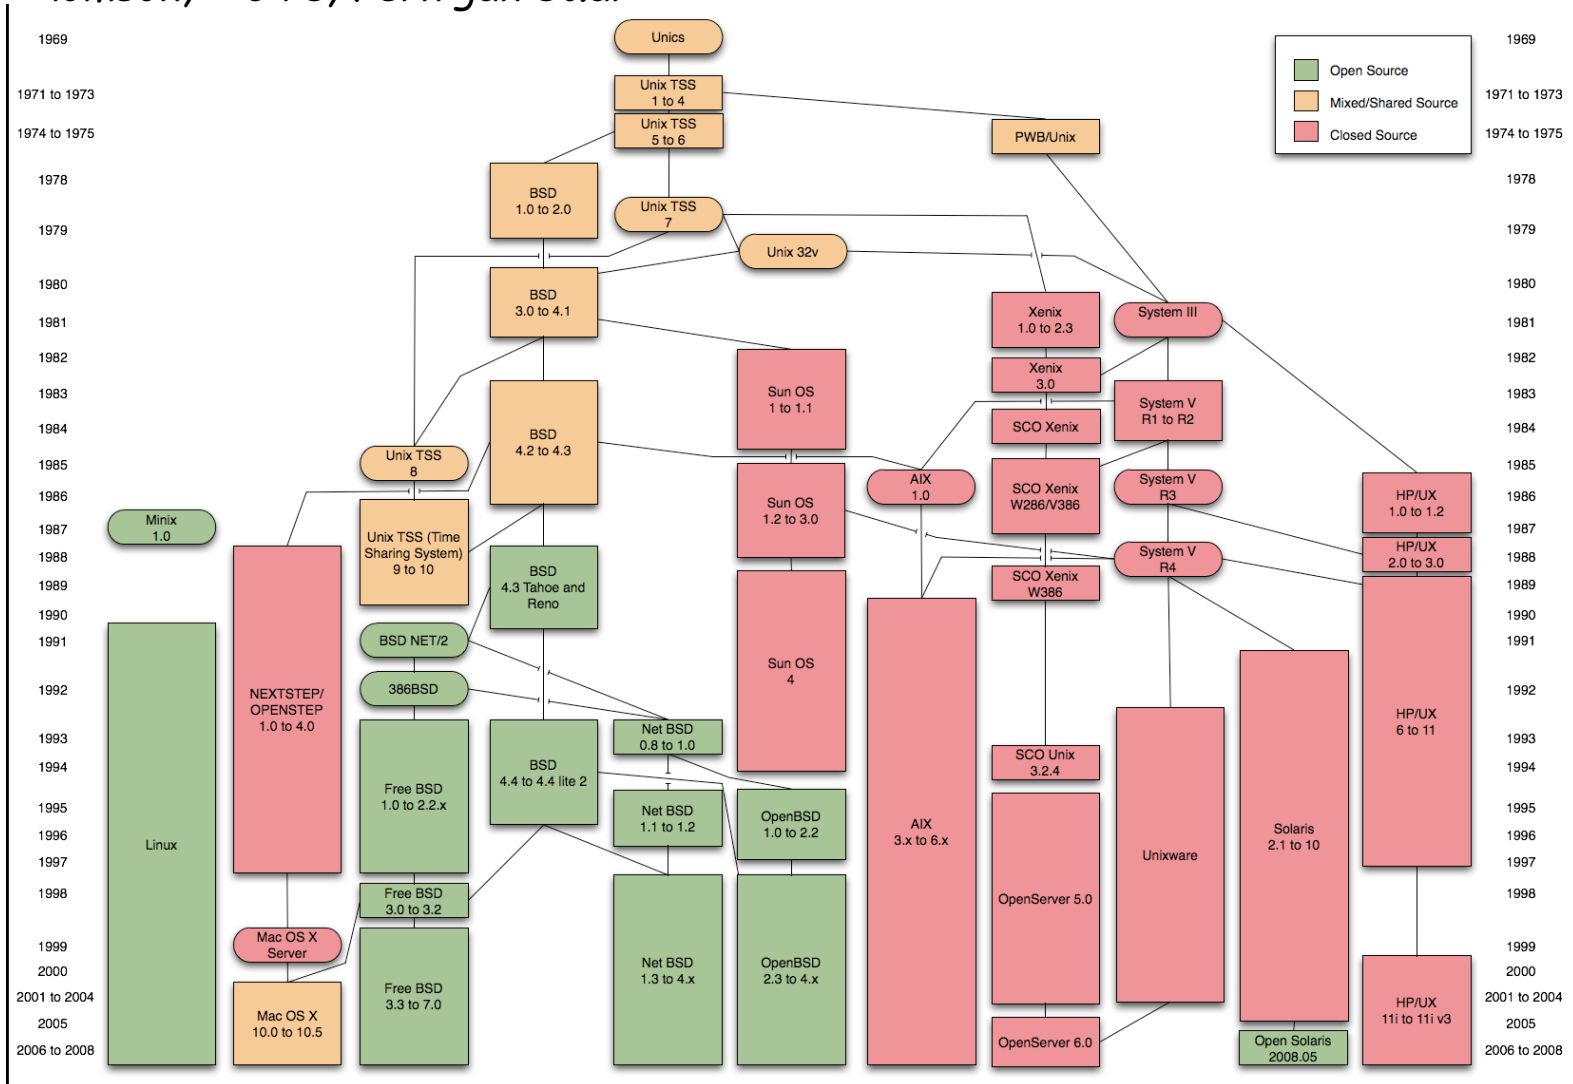 1969
1971 to 1973
1974 to 1975
1978
1979
1980
1981
1982
1983
1984
1985
1986
1987
1988
1989
1990
1991
1992
1993
1994
1995
1996
1997
1998
1999
2000
2001 to 2004
2005
2006 to 2008
Unics
Unix TSS
1 to 4
Unix TSS
5 to 6
PWB/Unix
BSD
1.0 to 2.0
Unix TSS
7
Unix 32v
BSD
3.0 to 4.1
Xenix
1.0 to 2.3
System III
Sun OS
1 to 1.1
Xenix
3.0
BSD
4.2 to 4.3
System V
R1 to R2
SCO Xenix
Unix TSS
8
Sun OS
1.2 to 3.0
AIX
1.0
SCO Xenix
W286/V386
System V
R3
HP/UX
1.0 to 1.2
Minix
1.0
Unix TSS (Time
Sharing System)
9 to 10
BSD
4.3 Tahoe and
Reno
System V
R4
HP/UX
2.0 to 3.0
SCO Xenix
W386
BSD NET/2
Sun OS
4
386BSD
NEXTSTEP/
OPENSTEP
1.0 to 4.0
HP/UX
6 to 11
Net BSD
0.8 to 1.0
BSD
4.4 to 4.4 lite 2
SCO Unix
3.2.4
Free BSD
1.0 to 2.2.x
Net BSD
1.1 to 1.2
OpenBSD
1.0 to 2.2
Linux
AIX
3.x to 6.x
Unixware
Solaris
2.1 to 10
Free BSD
3.0 to 3.2
OpenServer 5.0
Mac OS X
Server
Net BSD
1.3 to 4.x
OpenBSD
2.3 to 4.x
Free BSD
3.3 to 7.0
Mac OS X
10.0 to 10.5
HP/UX
11i to 11i v3
OpenServer 6.0
Open Solaris
2008.05
Open Source
Mixed/Shared Source
Closed Source
1969
1971 to 1973
1974 to 1975
1978
1979
1980
1981
1982
1983
1984
1985
1986
1987
1988
1989
1990
1991
1992
1993
1994
1995
1996
1997
1998
1999
2000
2001 to 2004
2005
2006 to 2008